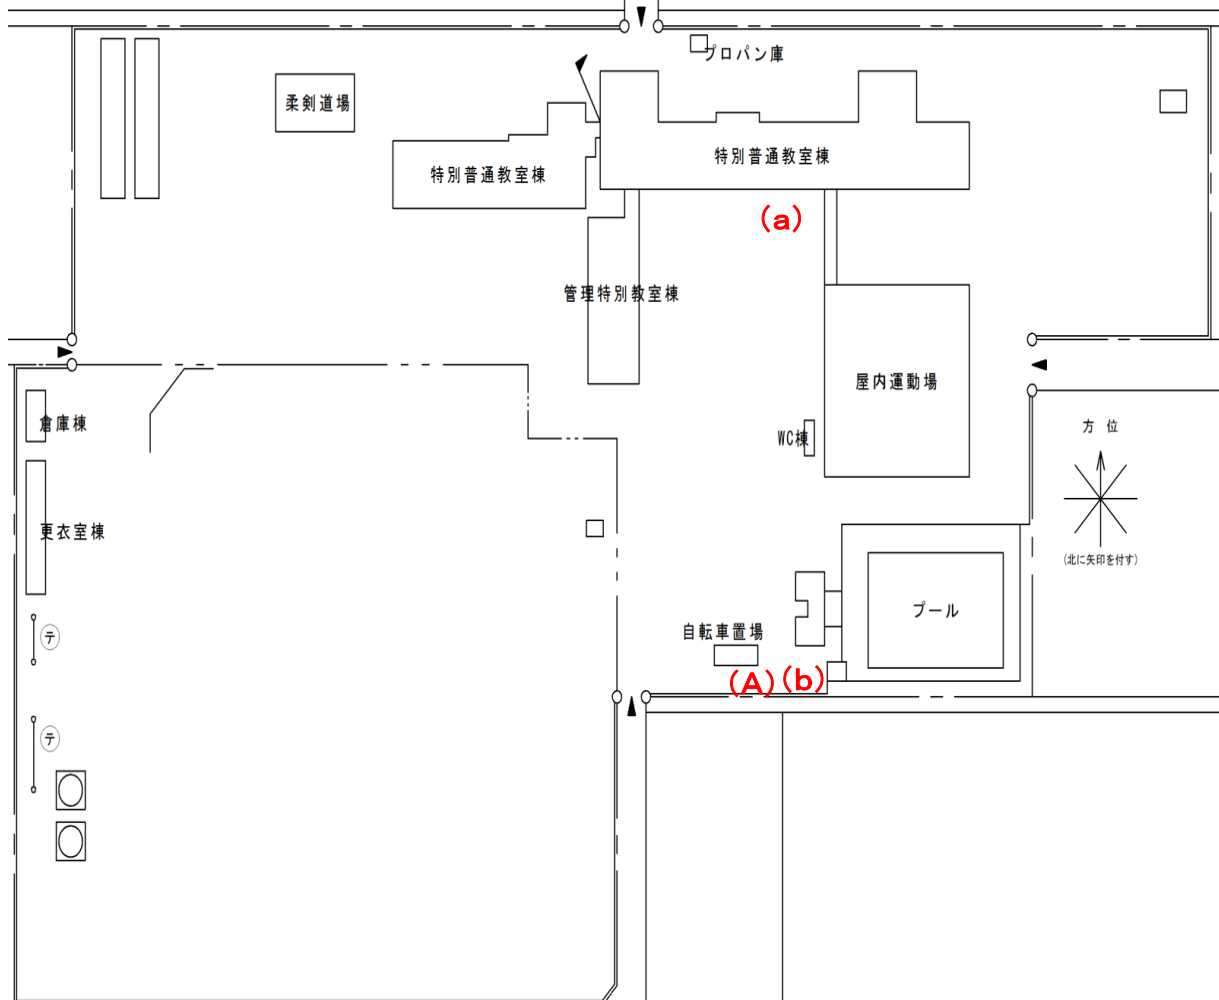 プロパン庫
柔剣道場
特別普通教室棟
特別普通教室棟
(a)
管理特別教室棟
屋内運動場
倉庫棟
WC棟
方 位
更衣室棟
(北に矢印を付す)
プール
自転車置場
テ
(A)
(b)
テ